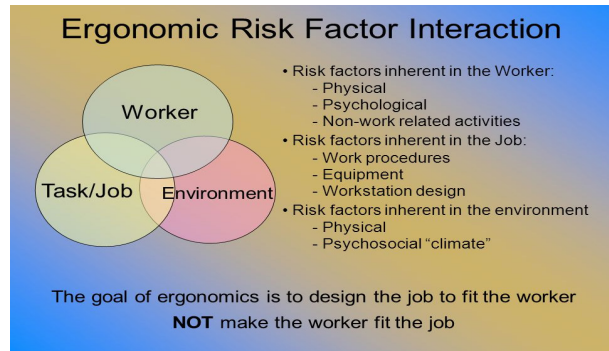 Ergonomic Risk Factor Interaction
Worker
Task/Job
Environment
• Risk factors inherent in the Worker:
- Physical
- Psychological
- Non-work related activities
• Risk factors inherent in the Job:
- Work procedures
- Equipment
- Workstation design
• Risk factors inherent in the environment
- Physical
- Psychosocial “climate”
The goal of ergonomics is to design the job to fit the worker
NOT make the worker fit the job